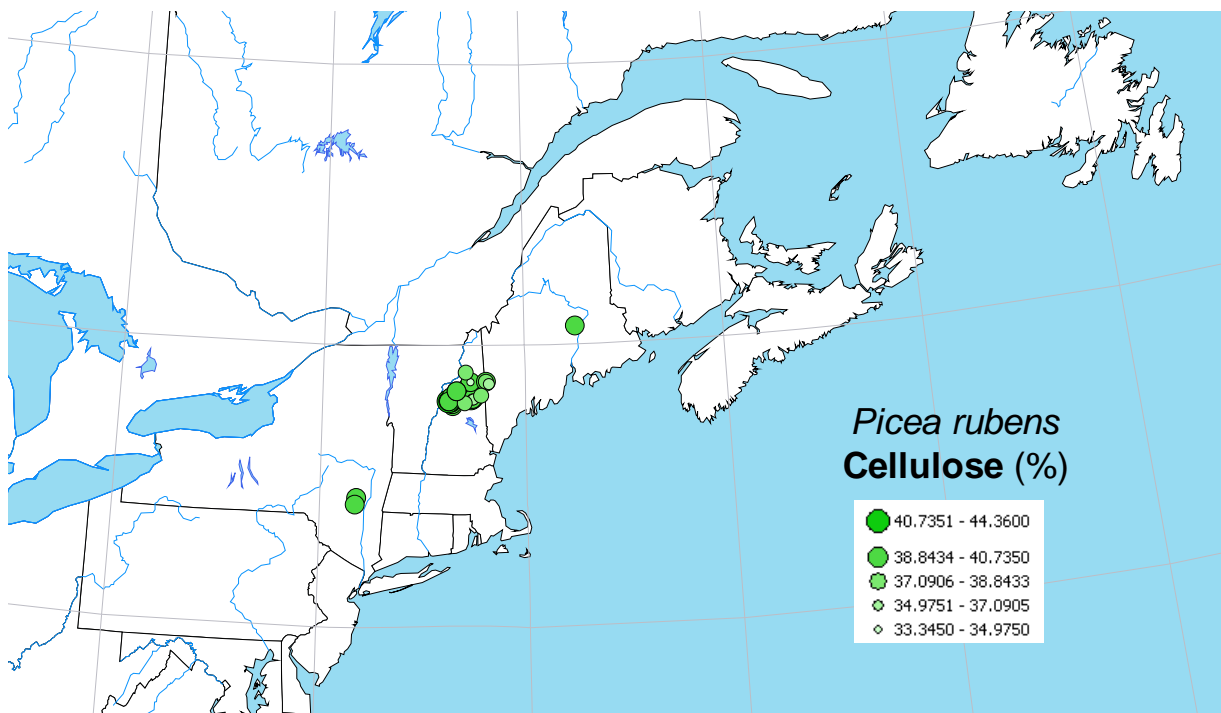 Picea rubens
Cellulose (%)
40.7351 - 44.3600
38.8434 - 40.7350
37.0906 - 38.8433
34.9751 - 37.0905
33.3450 - 34.9750